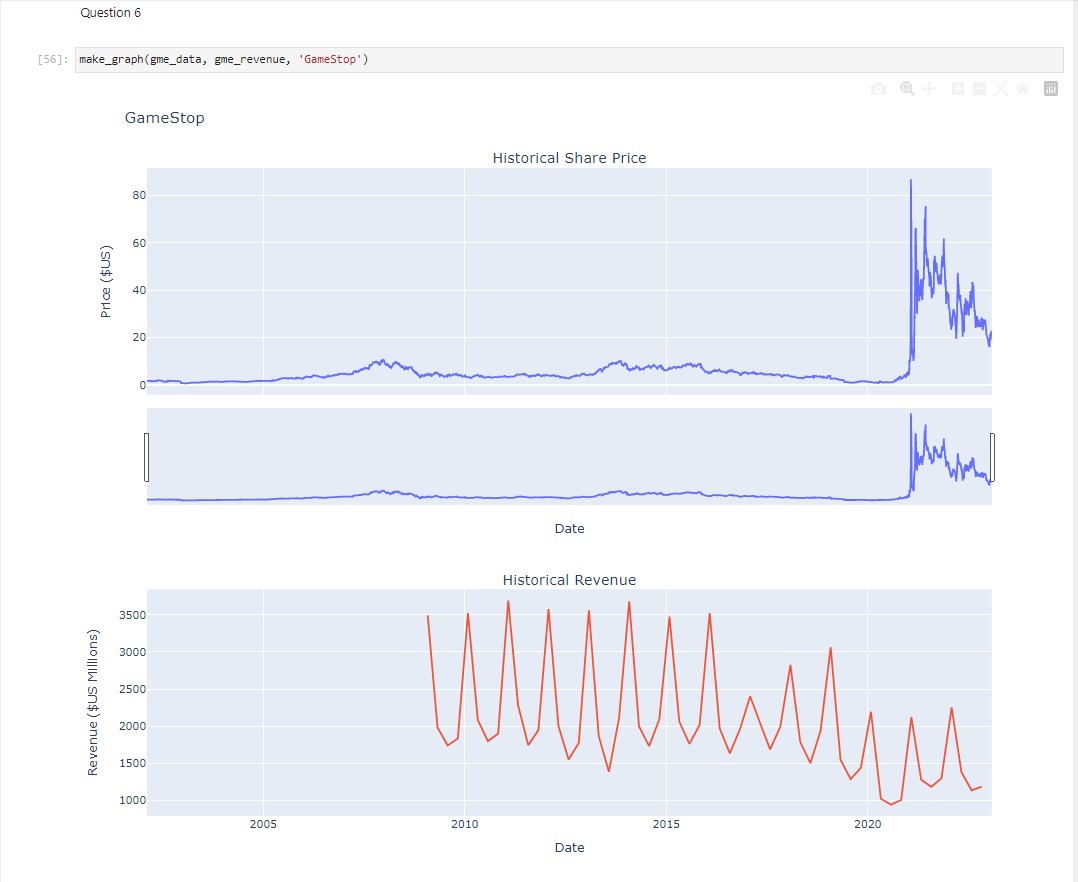 Question 6
[56]: make_graph(gme_data, gme_revenue, 'GameStop')
GameStop
Historical Share Price
80
60
40
20
0
Price ($US)
Date
Historical Revenue
3500
3000
2500
2000
1500
1000
Revenue ($US Millions)
2005 2010 2015 2020
Date